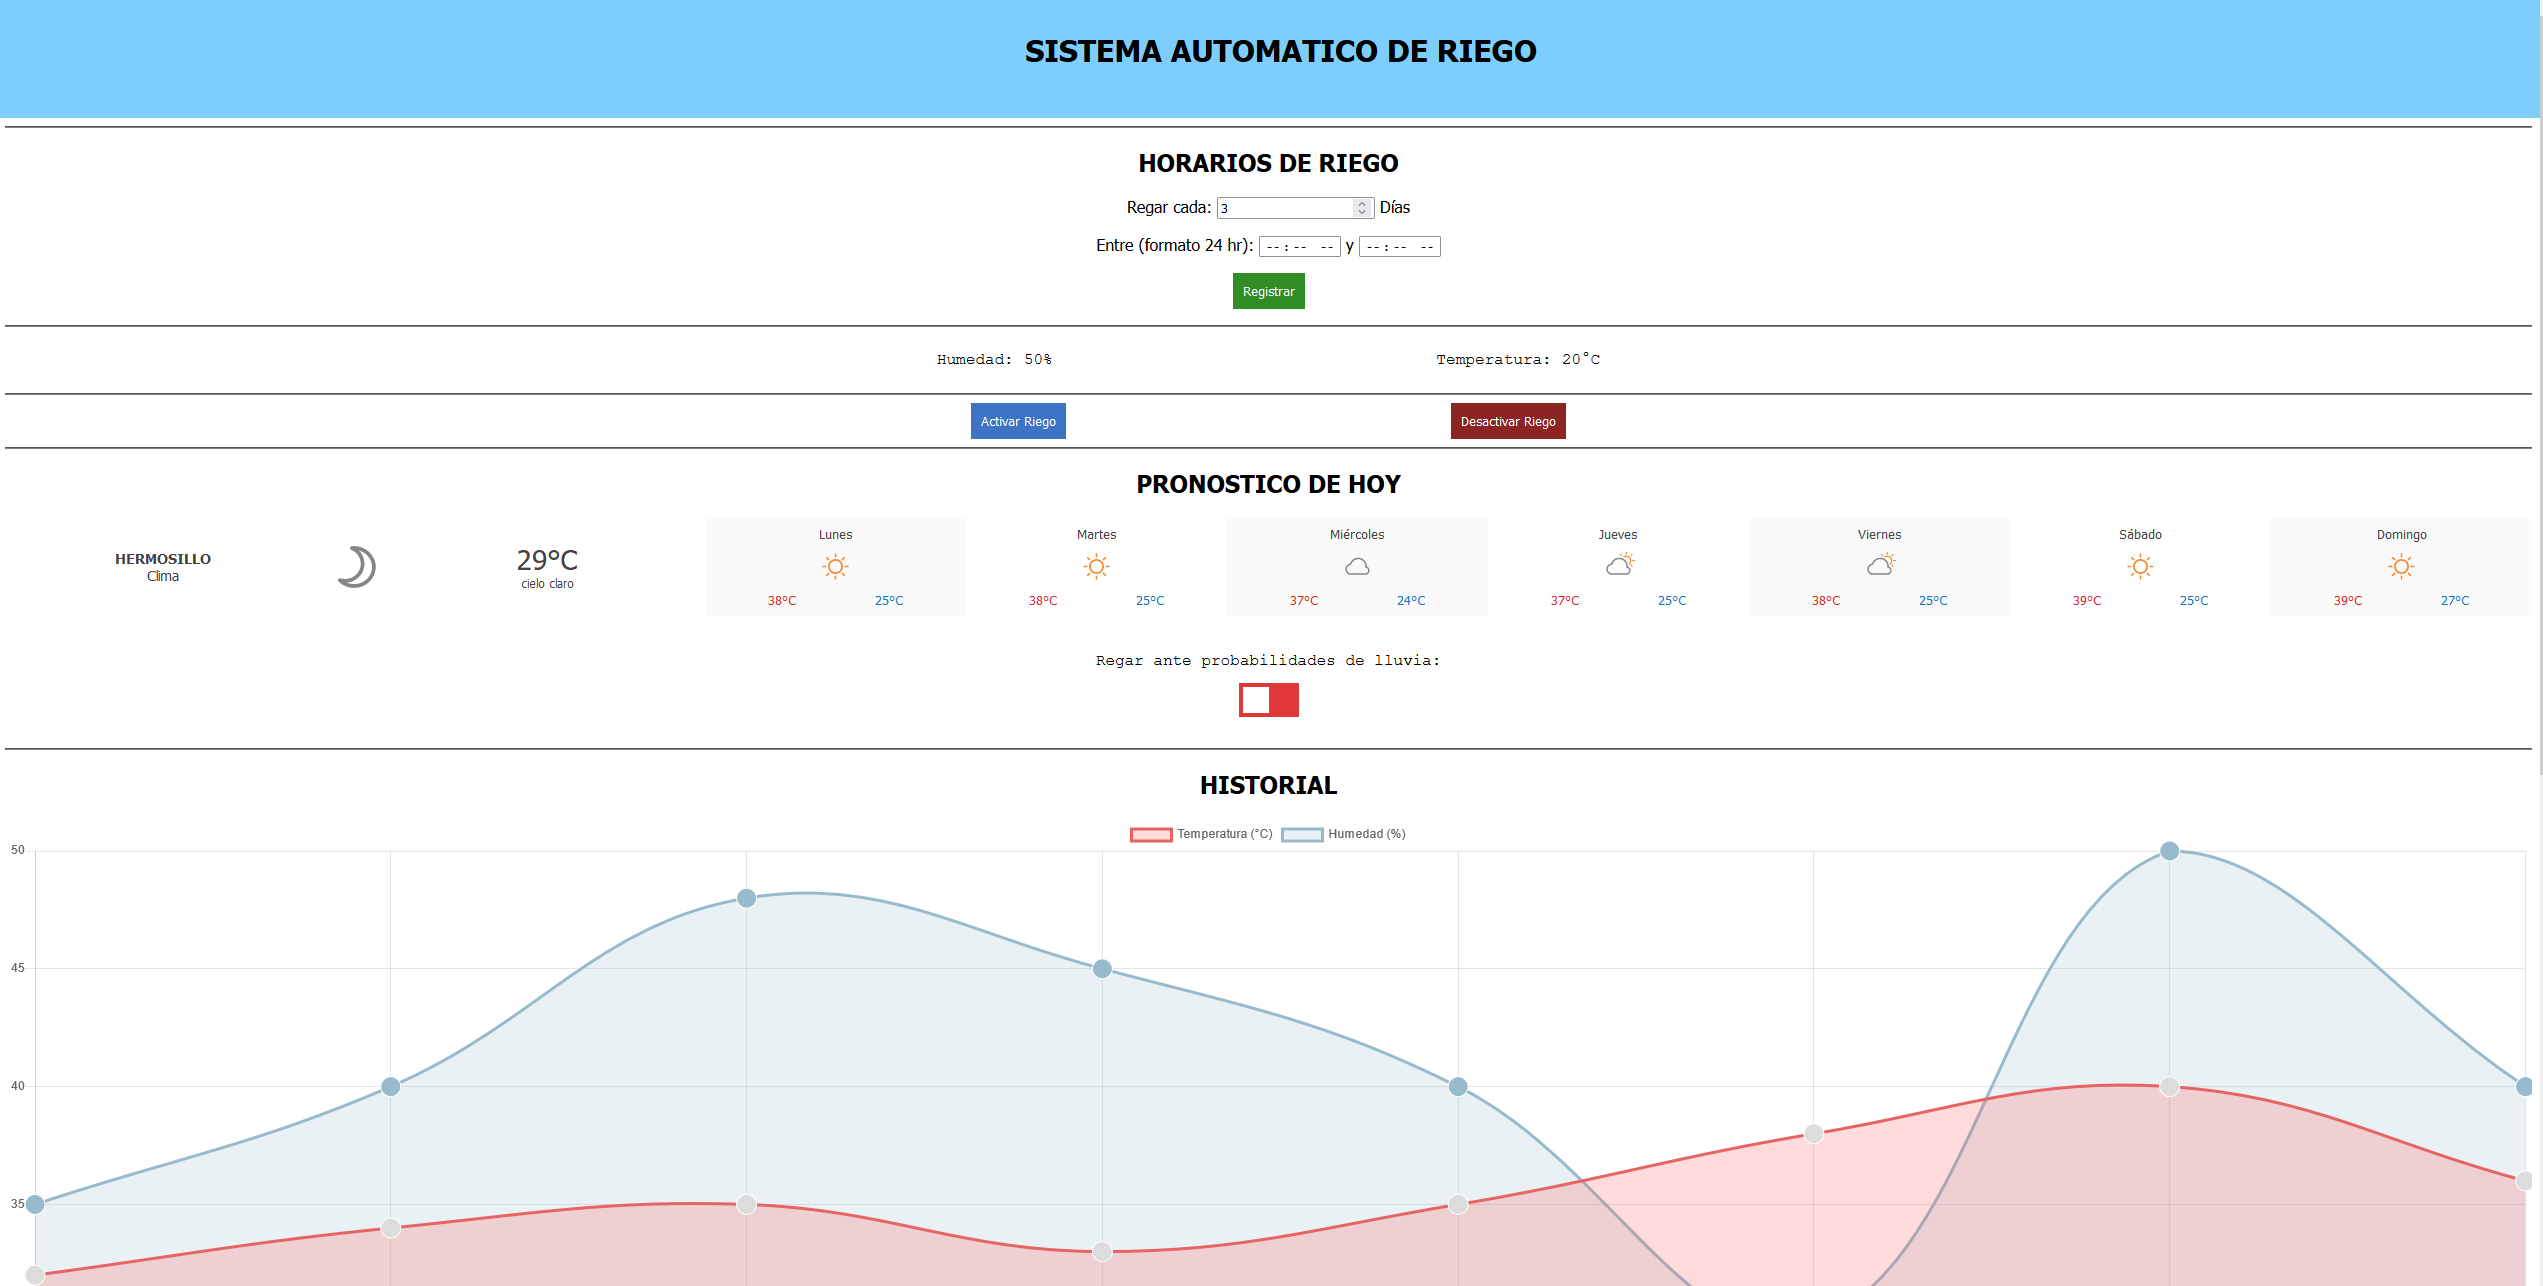 SISTEMA AUTOMATICO DE RIEGO
HORARIOS DE RIEGO
Regar cada: 3 Días
Entre (formato 24 hr): --:-- -- y --:-- --
Registrar
Humedad: 50% Temperatura: 20°C
Activar Riego Desactivar Riego
PRONOSTICO DE HOY
HERMOSILLO
Clima
29°C
cielo claro
Lunes
38°C 25°C
Martes
38°C 25°C
Miércoles
37°C 24°C
Jueves
37°C 25°C
Viernes
38°C 25°C
Sábado
39°C 25°C
Domingo
39°C 27°C
Regar ante probabilidades de lluvia:
HISTORIAL
Temperatura (°C) Humedad (%)
50
45
40
35